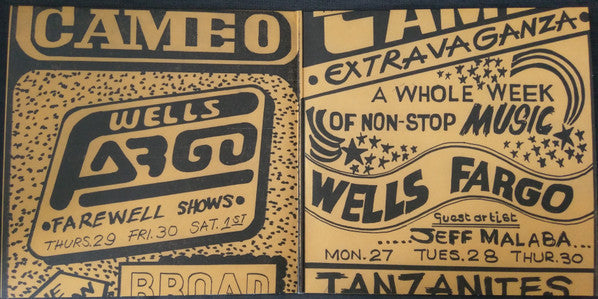 CAMEO
WELLS
FARGO
• FAREWELL SHOWS •
THURS.29 FRI.30 SAT.1ST
BROAD
• EXTRAVAGANZA •
A WHOLE WEEK
OF NON-STOP MUSIC
WELLS FARGO
guest artist
.....JEFF MALABA...
MON.27 TUES.28 THUR.30
TANZANITES